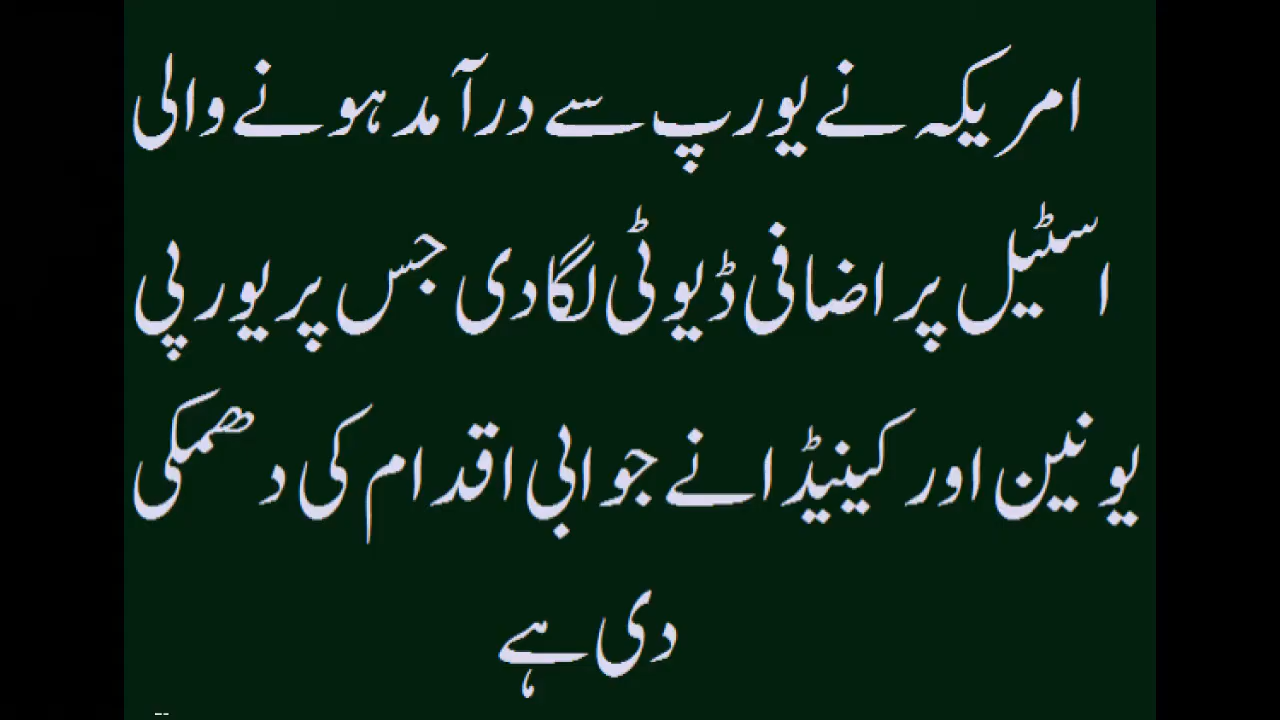 امریکہ نے یورپ سے درآمد ہونے والی
اسٹیل پر اضافی ڈیوٹی لگادی جس پر یورپی
یونین اور کینیڈا نے جوابی اقدام کی دھمکی
دی ہے
--